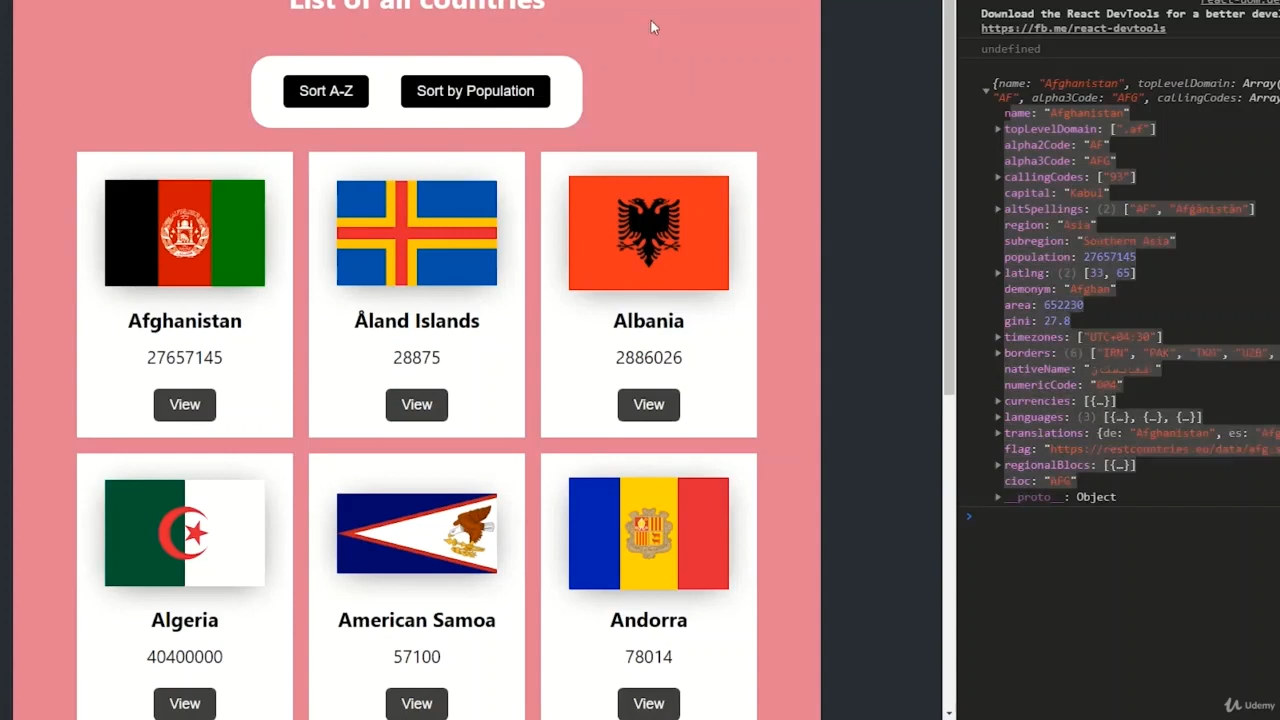 List of all countries
Sort A-Z
Sort by Population
Afghanistan
27657145
View
Åland Islands
28875
View
Albania
2886026
View
Algeria
40400000
View
American Samoa
57100
View
Andorra
78014
View
Download the React DevTools for a better deve
https://fb.me/react-devtools
undefined
{name: "Afghanistan", topLevelDomain: Array(
"AF", alpha3Code: "AFG", callingCodes: Array
name: "Afghanistan"
topLevelDomain: [".af"]
alpha2Code: "AF"
alpha3Code: "AFG"
callingCodes: ["93"]
capital: "Kabul"
altSpellings: (2) ["AF", "Afġānistān"]
region: "Asia"
subregion: "Southern Asia"
population: 27657145
latlng: (2) [33, 65]
demonym: "Afghan"
area: 652230
gini: 27.8
timezones: ["UTC+04:30"]
borders: (6) ["IRN", "PAK", "TKM", "UZB",
nativeName:
numericCode: "004"
currencies: [{…}]
languages: (3) [{…}, {…}, {…}]
translations: {de: "Afghanistan", es: "Afg
flag: "https://restcountries.eu/data/afg.s
regionalBlocs: [{…}]
cioc: "AFG"
__proto__: Object
Udemy